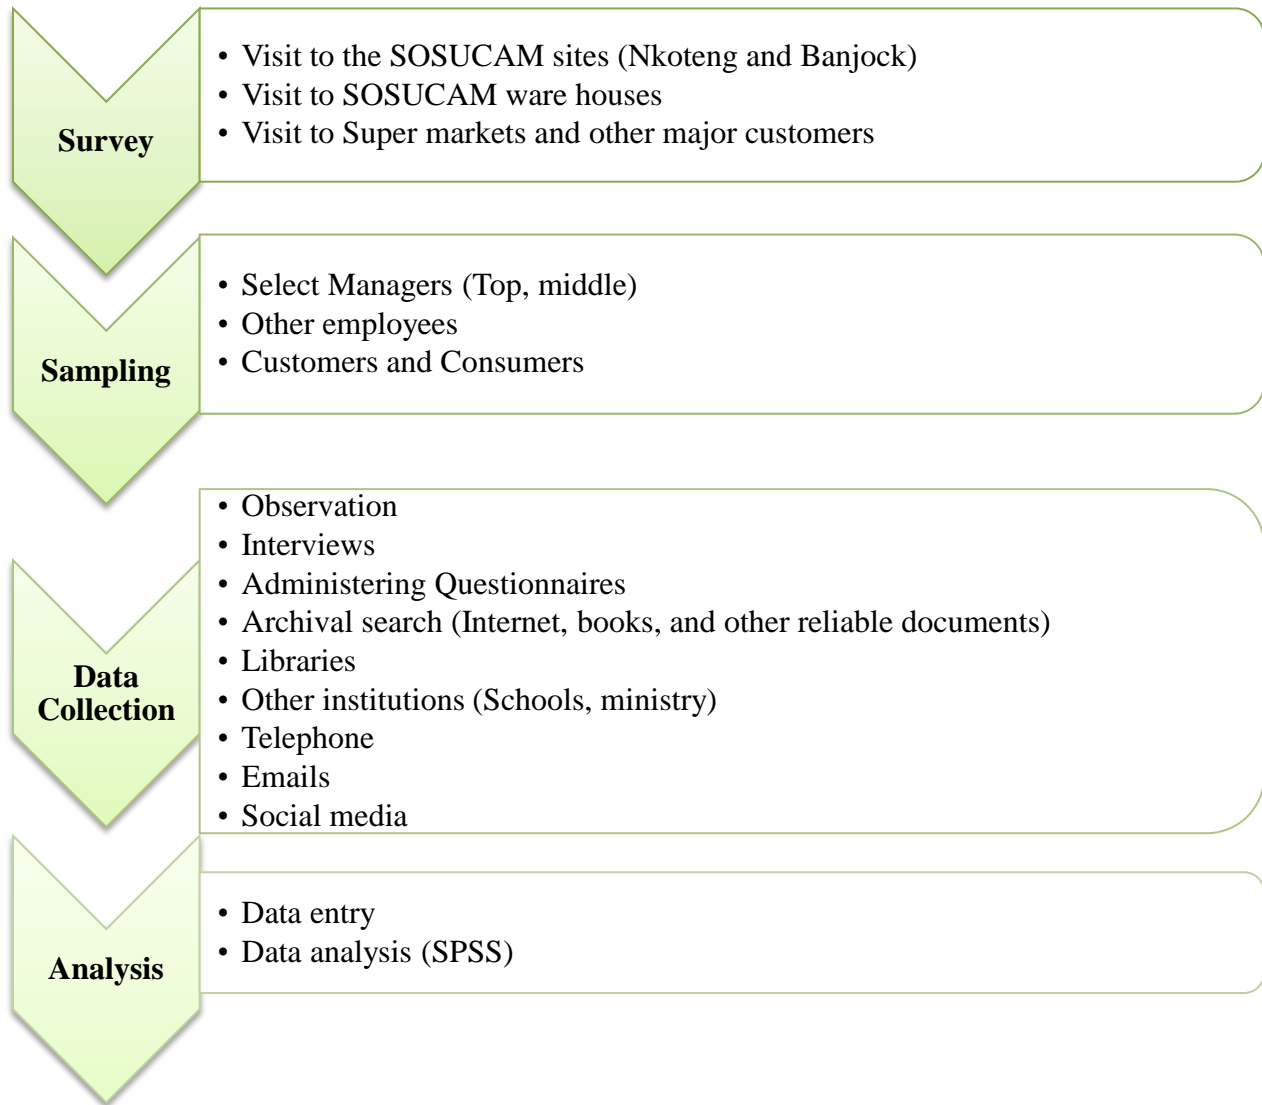 Survey
• Visit to the SOSUCAM sites (Nkoteng and Banjock)
• Visit to SOSUCAM ware houses
• Visit to Super markets and other major customers
Sampling
• Select Managers (Top, middle)
• Other employees
• Customers and Consumers
Data
Collection
• Observation
• Interviews
• Administering Questionnaires
• Archival search (Internet, books, and other reliable documents)
• Libraries
• Other institutions (Schools, ministry)
• Telephone
• Emails
• Social media
Analysis
• Data entry
• Data analysis (SPSS)